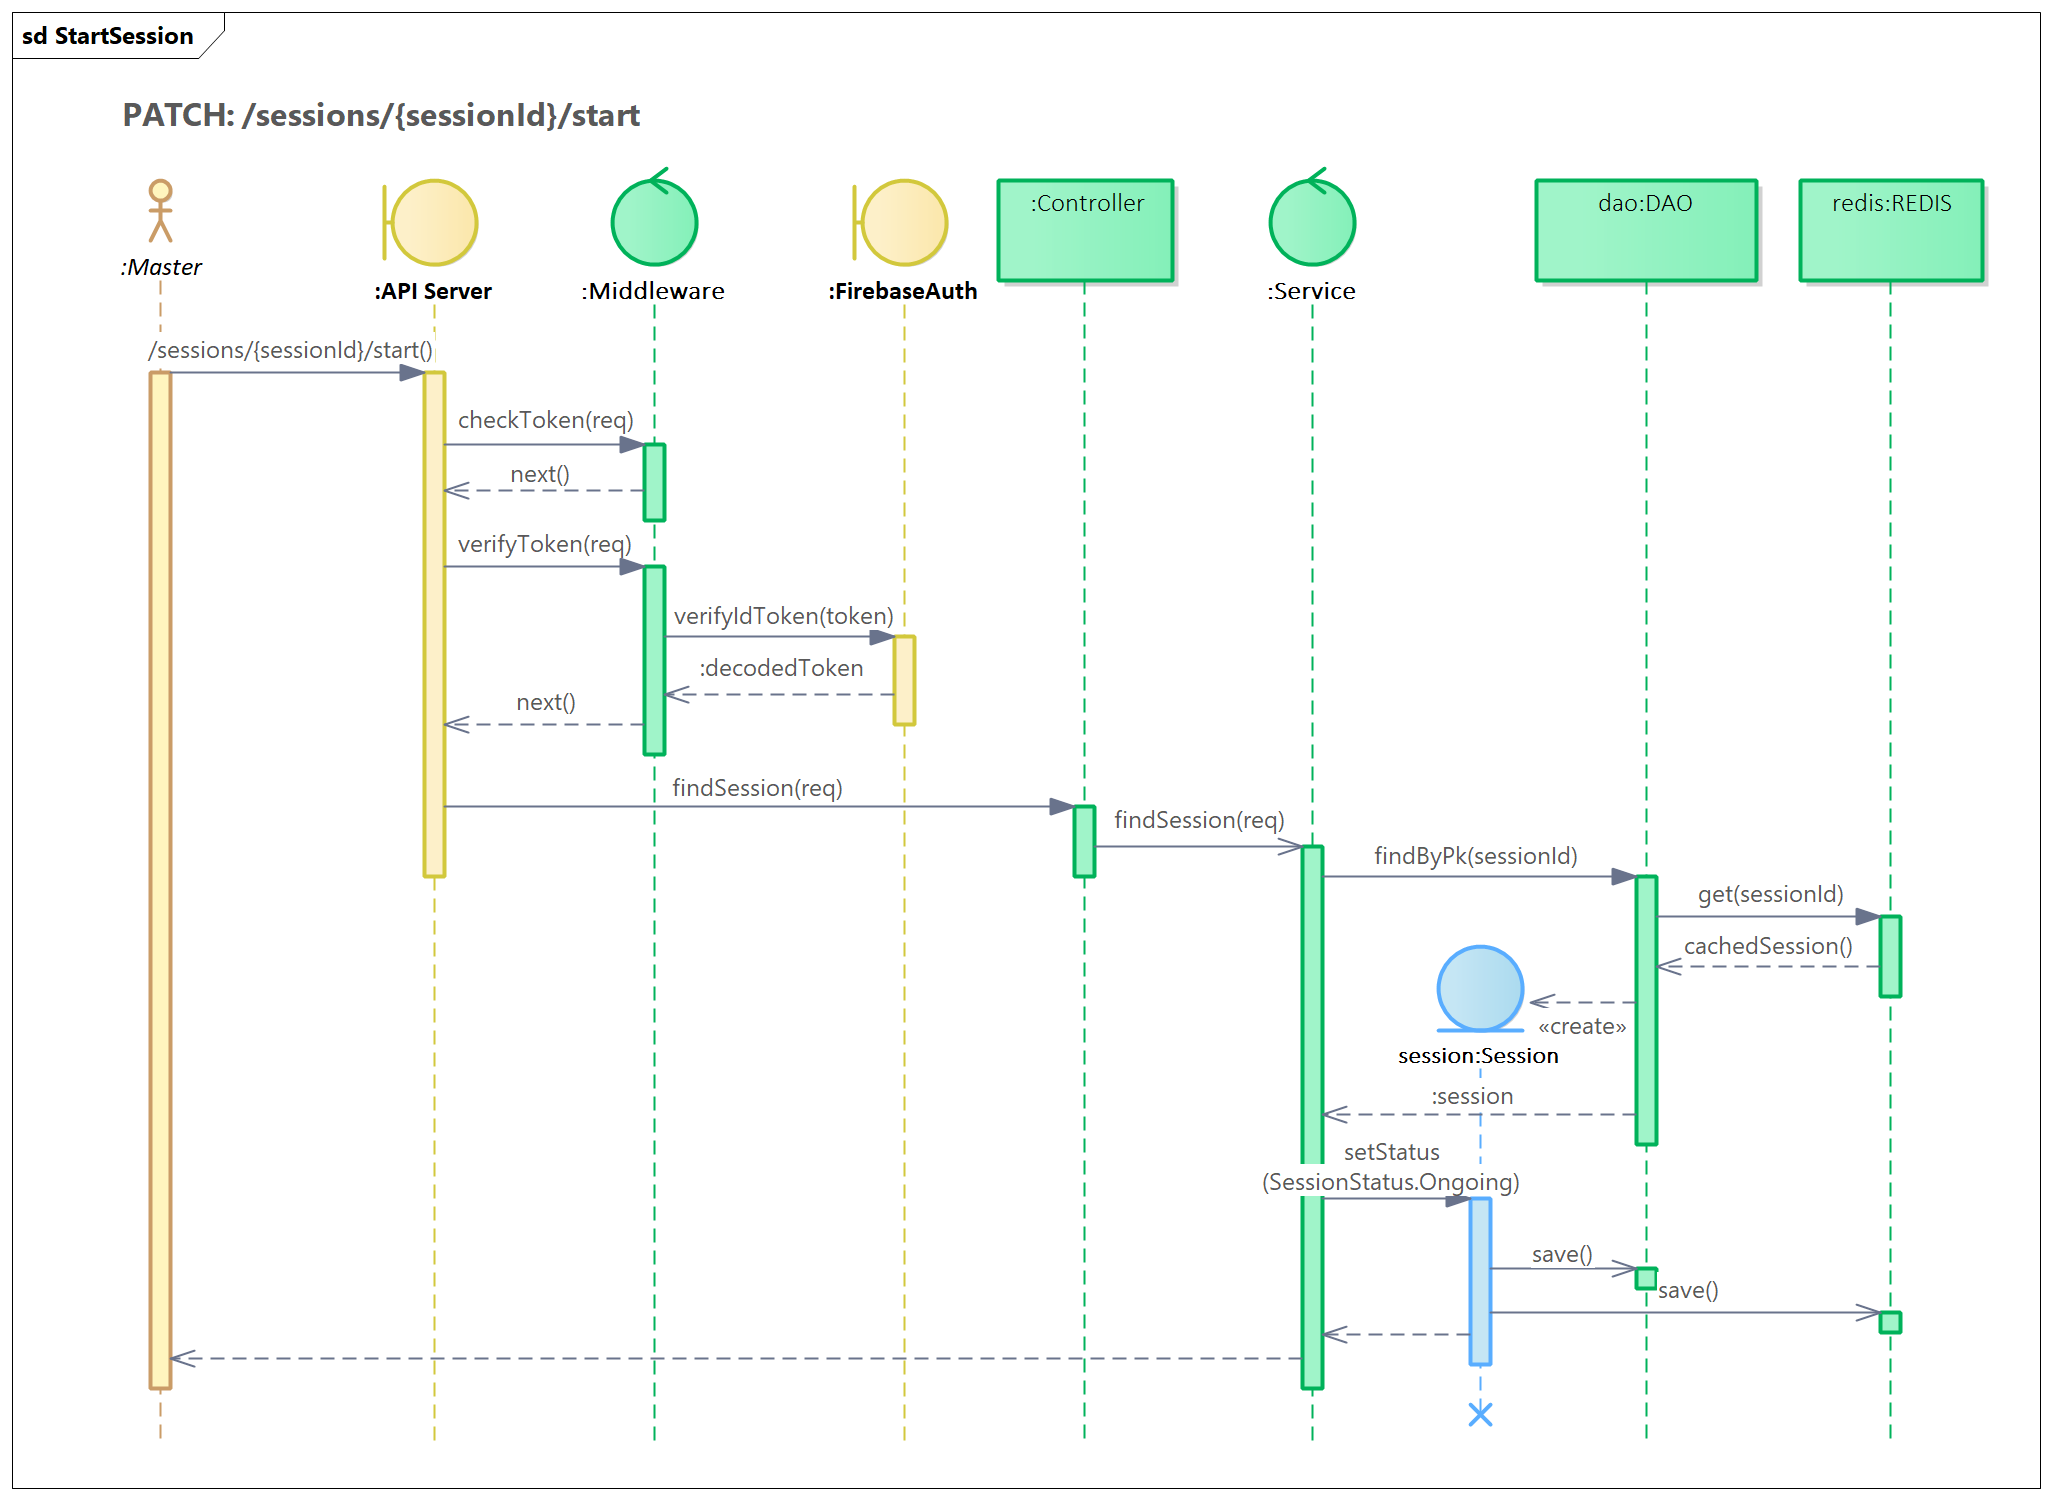 sd StartSession
PATCH: /sessions/{sessionId}/start
:Master
:API Server
:Middleware
:FirebaseAuth
:Controller
:Service
dao:DAO
redis:REDIS
/sessions/{sessionId}/start()
checkToken(req)
next()
verifyToken(req)
verifyIdToken(token)
:decodedToken
next()
findSession(req)
findSession(req)
findByPk(sessionId)
get(sessionId)
cachedSession()
«create»
session:Session
:session
setStatus
(SessionStatus.Ongoing)
save()
save()